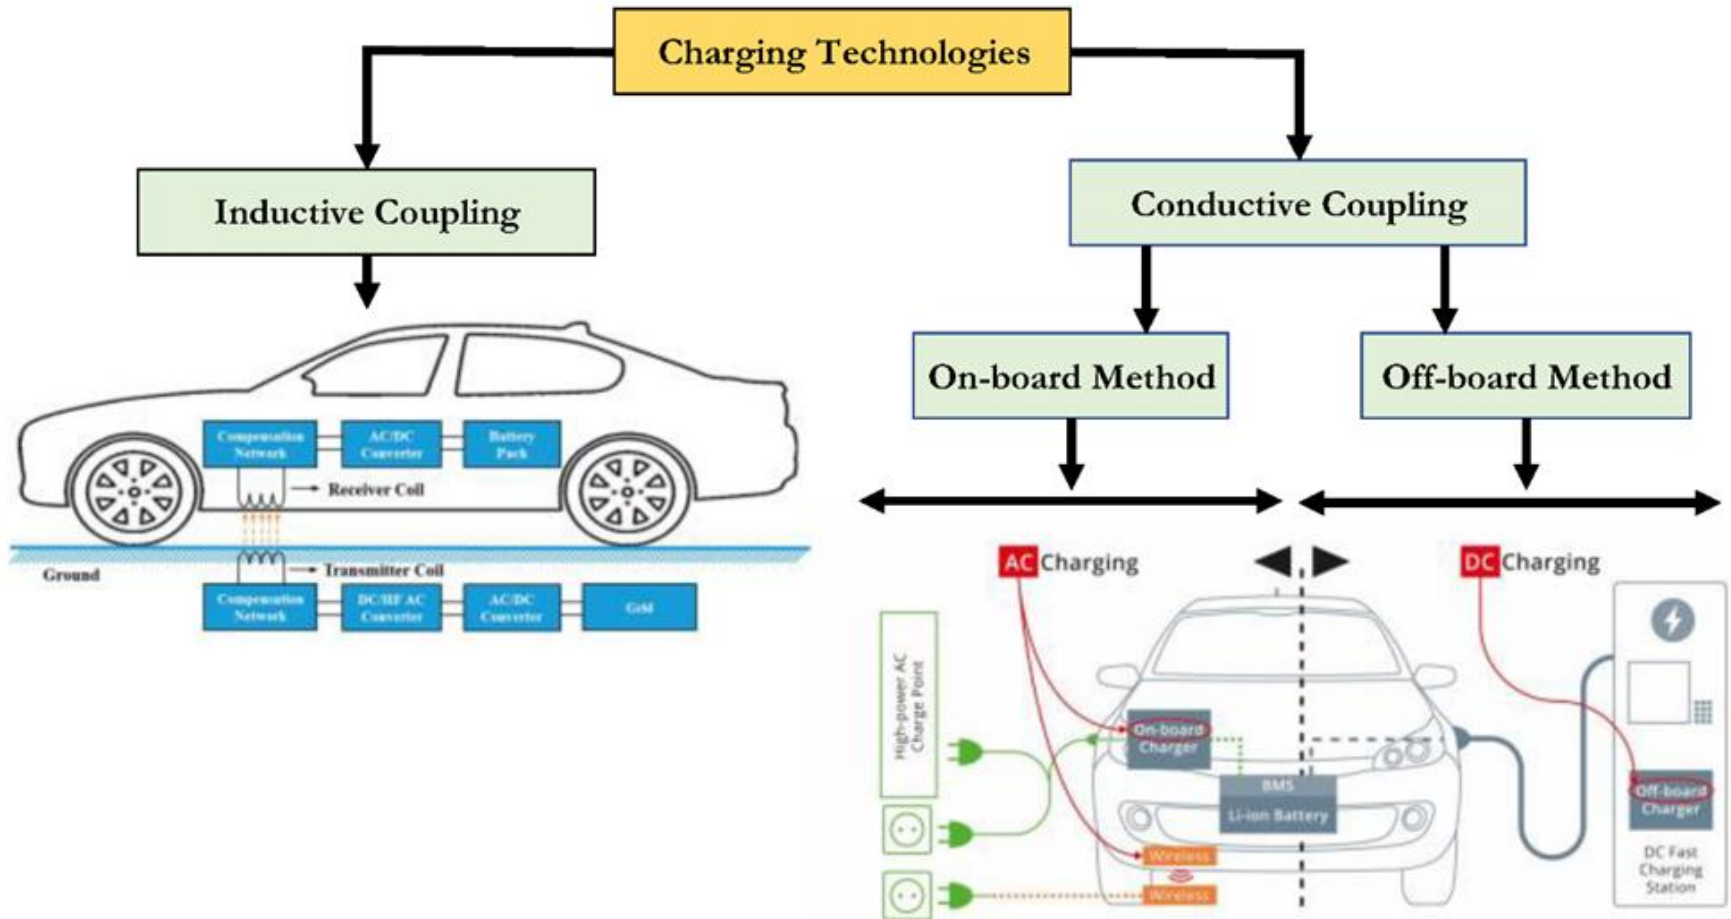 Charging Technologies
Inductive Coupling
Conductive Coupling
On-board Method
Off-board Method
Compensation
Network
AC/DC
Converter
Battery
Pack
Receiver Coil
Ground
Transmitter Coil
Compensation
Network
DC/HF AC
Converter
AC/DC
Converter
Grid
AC Charging
DC Charging
High-power AC
Charge Point
On-board
Charger
BMS
Li-ion Battery
Wireless
Wireless
Off-board
Charger
DC Fast
Charging
Station